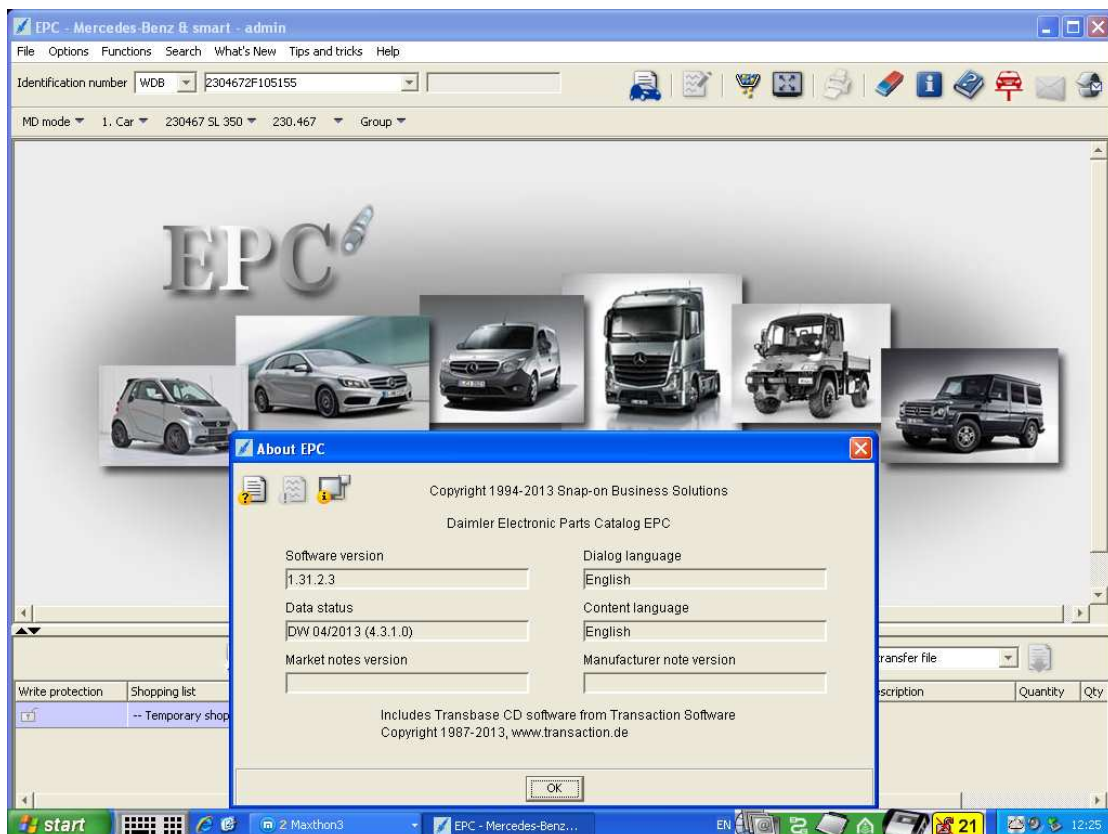 EPC - Mercedes-Benz & smart - admin
File Options Functions Search What's New Tips and tricks Help
Identification number WDB 2304672F105155
MD mode 1. Car 230467 SL 350 230.467 Group
EPC
About EPC
Copyright 1994-2013 Snap-on Business Solutions
Daimler Electronic Parts Catalog EPC
Software version Dialog language
1.31.2.3 English
Data status Content language
DW 04/2013 (4.3.1.0) English
Market notes version Manufacturer note version
Includes Transbase CD software from Transaction Software
Copyright 1987-2013, www.transaction.de
OK
transfer file
Write protection Shopping list scription Quantity Qty
-- Temporary shop
start 2 Maxthon3 EPC - Mercedes-Benz... EN 21 12:25